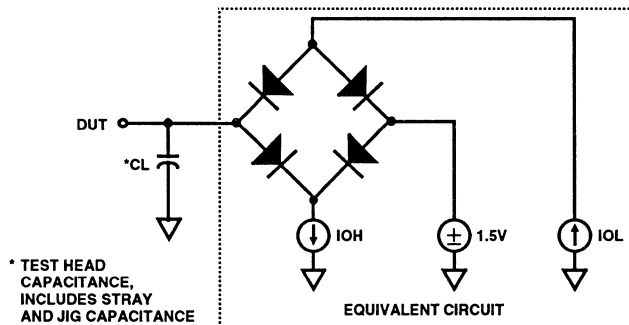 DUT
*CL
IOH
± 1.5V
IOL
* TEST HEAD
CAPACITANCE,
INCLUDES STRAY
AND JIG CAPACITANCE
EQUIVALENT CIRCUIT